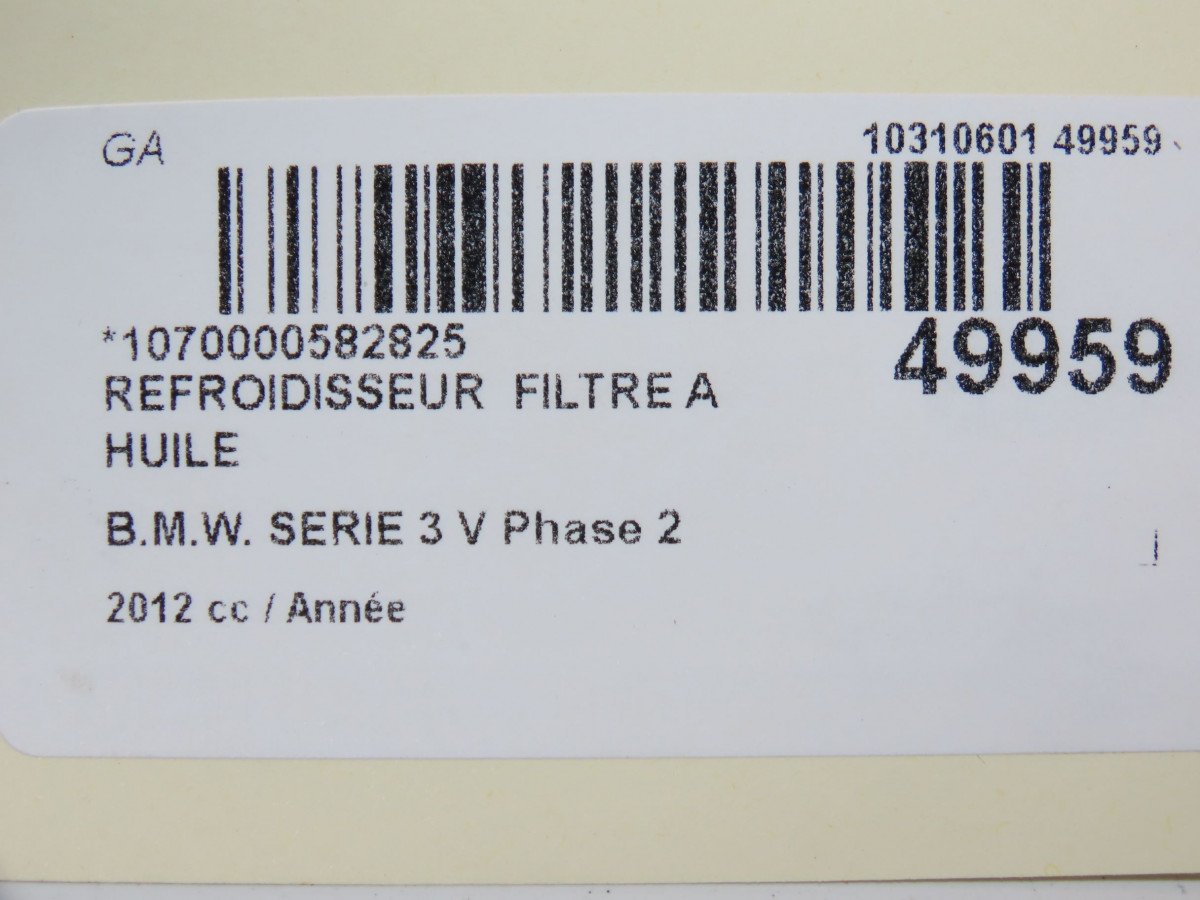 GA
10310601 49959
*1070000582825
49959
REFROIDISSEUR FILTRE A
HUILE
B.M.W. SERIE 3 V Phase 2
2012 cc / Année